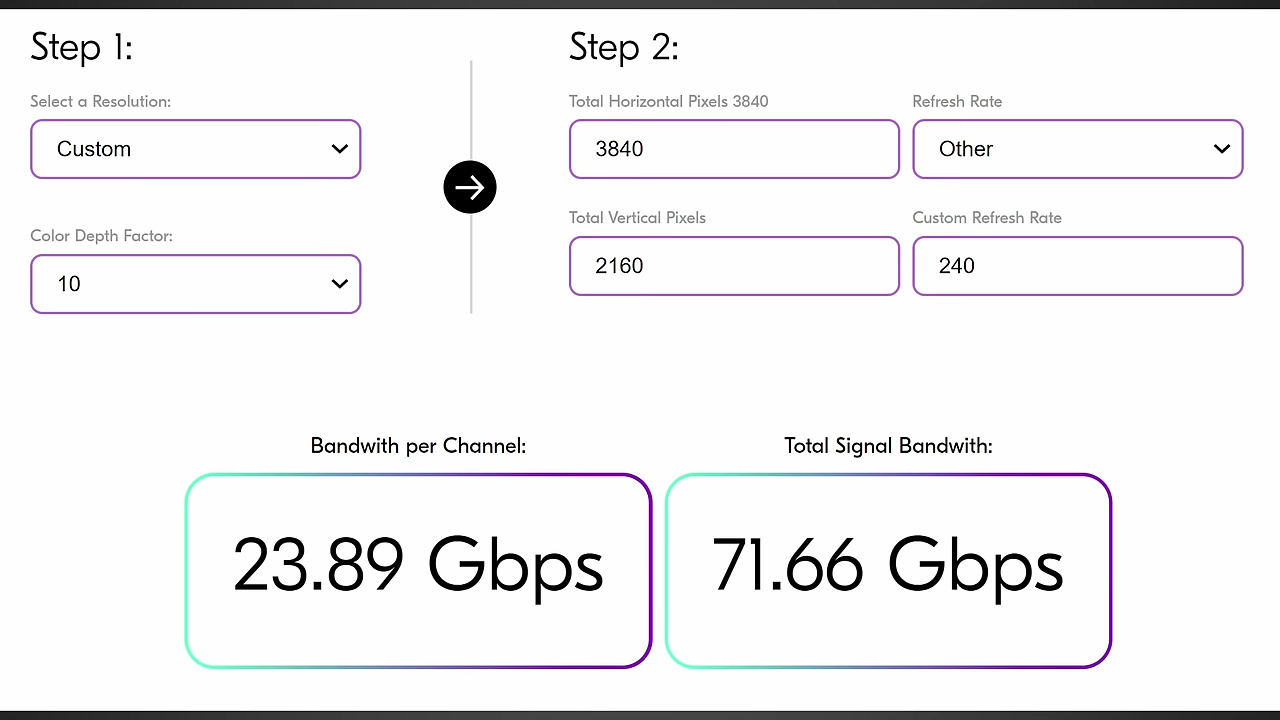 Step 1:
Select a Resolution:
Custom
Color Depth Factor:
10
Step 2:
Total Horizontal Pixels 3840
3840
Refresh Rate
Other
Total Vertical Pixels
2160
Custom Refresh Rate
240
Bandwith per Channel:
23.89 Gbps
Total Signal Bandwith:
71.66 Gbps